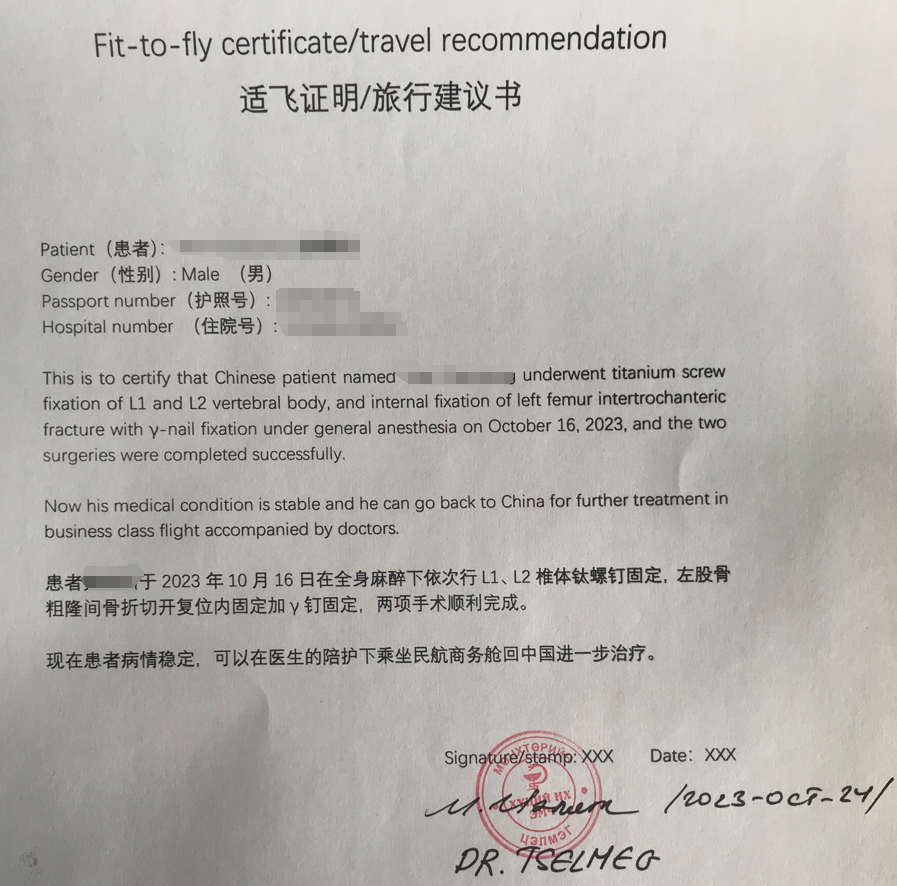 Fit-to-fly certificate/travel recommendation
适飞证明/旅行建议书
Patient（患者）：
Gender（性别）: Male （男）
Passport number（护照号）:
Hospital number （住院号）:
This is to certify that Chinese patient named underwent titanium screw
fixation of L1 and L2 vertebral body, and internal fixation of left femur intertrochanteric
fracture with γ-nail fixation under general anesthesia on October 16, 2023, and the two
surgeries were completed successfully.
Now his medical condition is stable and he can go back to China for further treatment in
business class flight accompanied by doctors.
患者于 2023 年 10 月 16 日在全身麻醉下依次行 L1、L2 椎体钛螺钉固定，左股骨
粗隆间骨折切开复位内固定加 γ 钉固定，两项手术顺利完成。
现在患者病情稳定，可以在医生的陪护下乘坐民航商务舱回中国进一步治疗。
Signature/stamp: XXX Date: XXX
/2023-OCT-24/
ЦЭЛМЭГ
DR. TSELMEG